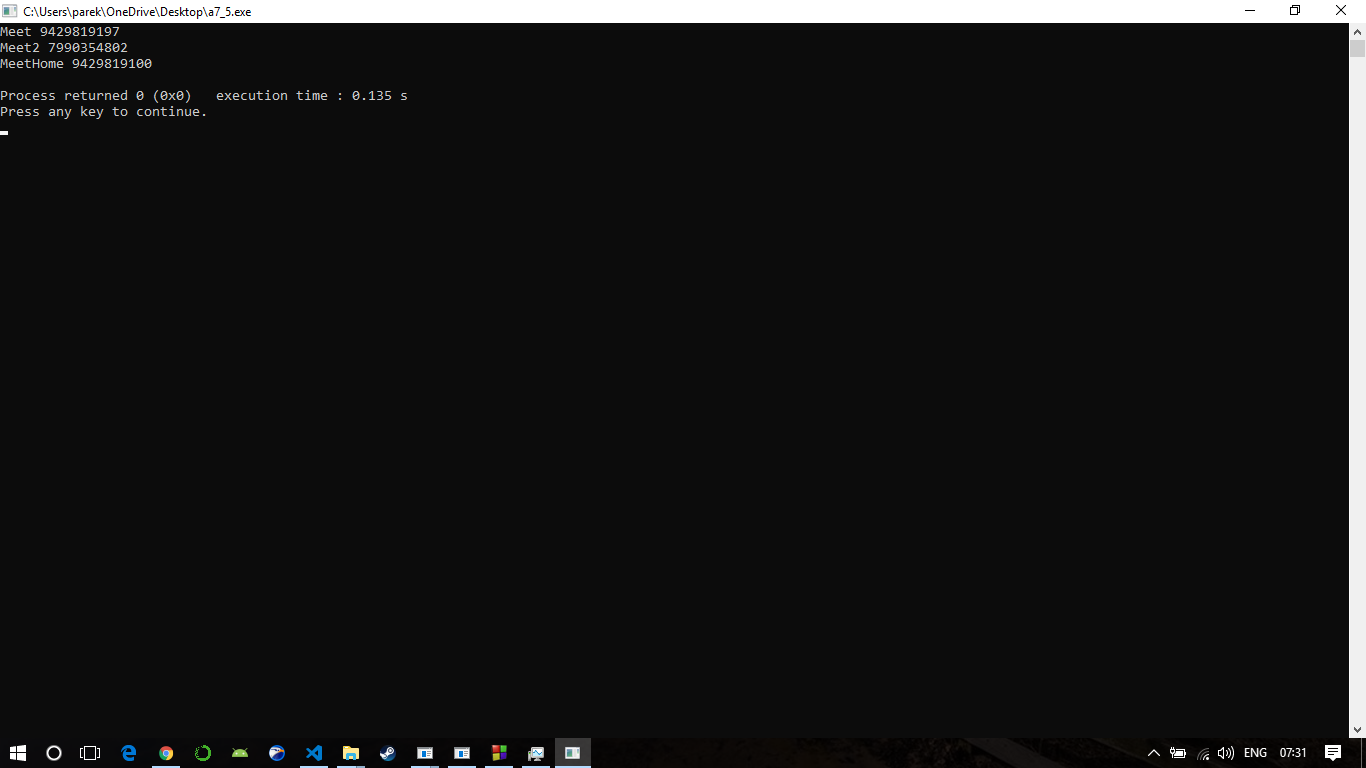 C:\Users\parek\OneDrive\Desktop\a7_5.exe
Meet 9429819197
Meet2 7990354802
MeetHome 9429819100
Process returned 0 (0x0)   execution time : 0.135 s
Press any key to continue.
ENG 07:31